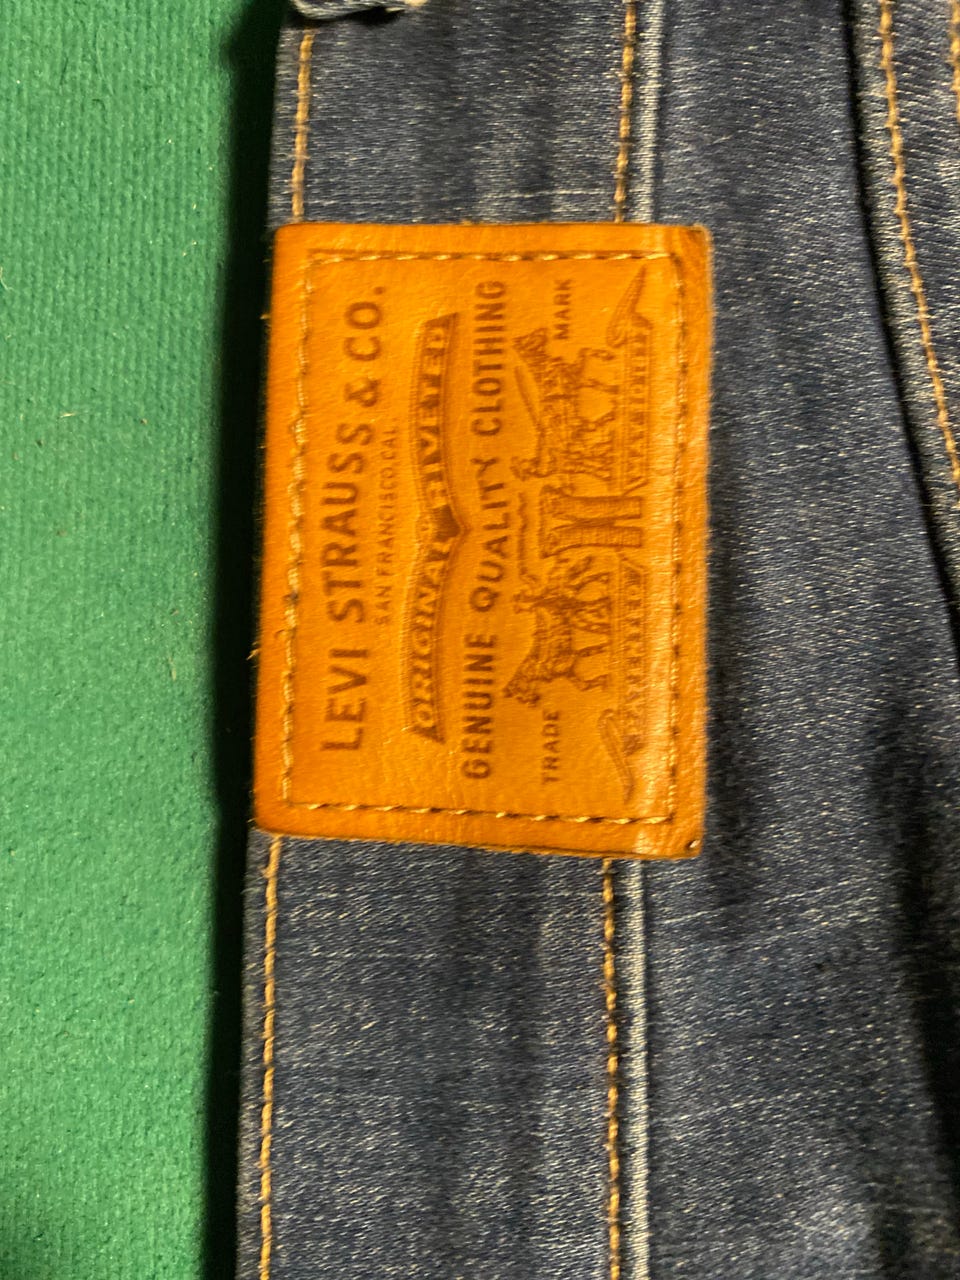 LEVI STRAUSS & CO.
SAN FRANCISCO, CAL.
ORIGINAL RIVETED
GENUINE QUALITY CLOTHING
TRADE MARK